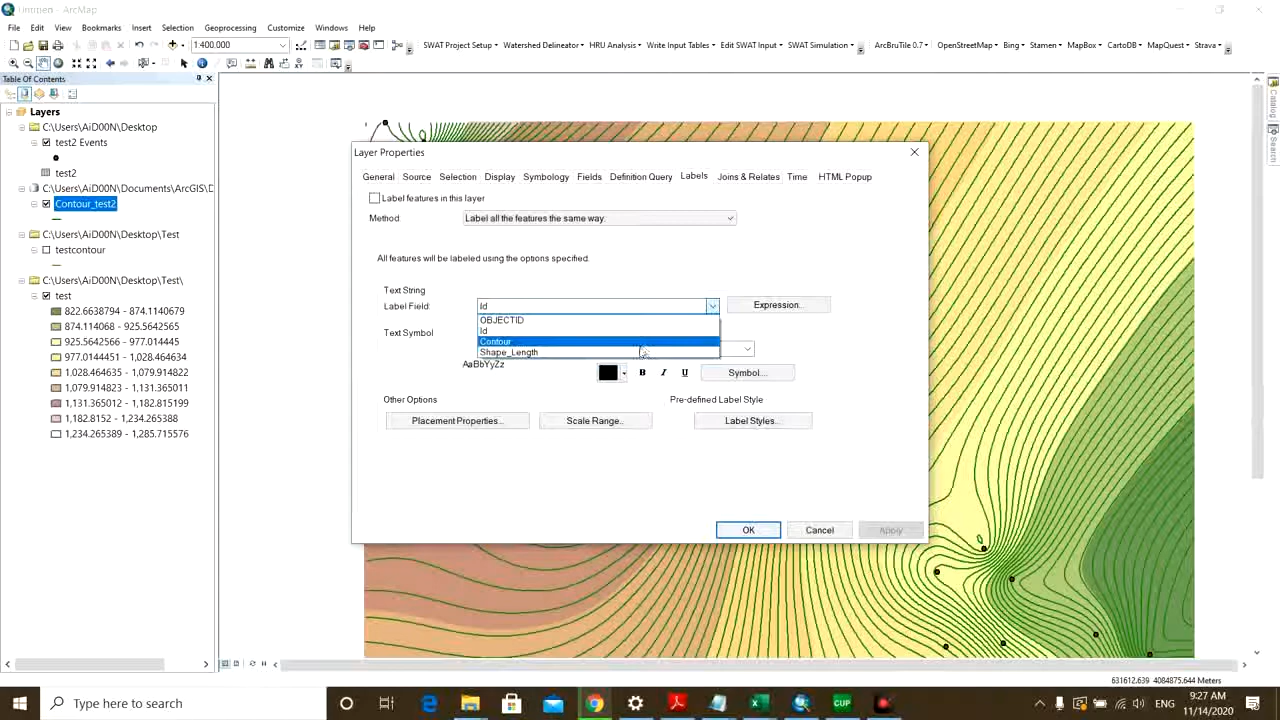 Untitled - ArcMap
File Edit View Bookmarks Insert Selection Geoprocessing Customize Windows Help
1:400.000 SWAT Project Setup Watershed Delineator HRU Analysis Write Input Tables Edit SWAT Input SWAT Simulation ArcBruTile 0.7 OpenStreetMap Bing Stamen MapBox CartoDB MapQuest Strava
Table Of Contents
Layers
C:\Users\AiD00N\Desktop
test2 Events
test2
C:\Users\AiD00N\Documents\ArcGIS\D
Contour_test2
C:\Users\AiD00N\Desktop\Test
testcontour
C:\Users\AiD00N\Desktop\Test\
test
822.6638794 - 874.1140679
874.114068 - 925.5642565
925.5642566 - 977.014445
977.0144451 - 1,028.464634
1,028.464635 - 1,079.914822
1,079.914823 - 1,131.365011
1,131.365012 - 1,182.815199
1,182.8152 - 1,234.265388
1,234.265389 - 1,285.715576
Layer Properties
General Source Selection Display Symbology Fields Definition Query Labels Joins & Relates Time HTML Popup
Label features in this layer
Method: Label all the features the same way.
All features will be labeled using the options specified.
Text String
Label Field: Id Expression...
OBJECTID
Id
Contour
Shape_Length
Text Symbol
AaBbYyZz
B I U Symbol...
Other Options Pre-defined Label Style
Placement Properties... Scale Range.. Label Styles...
OK Cancel Apply
Catalog
Search
631612.639 4084875.644 Meters
Type here to search
CUP
9:27 AM
11/14/2020